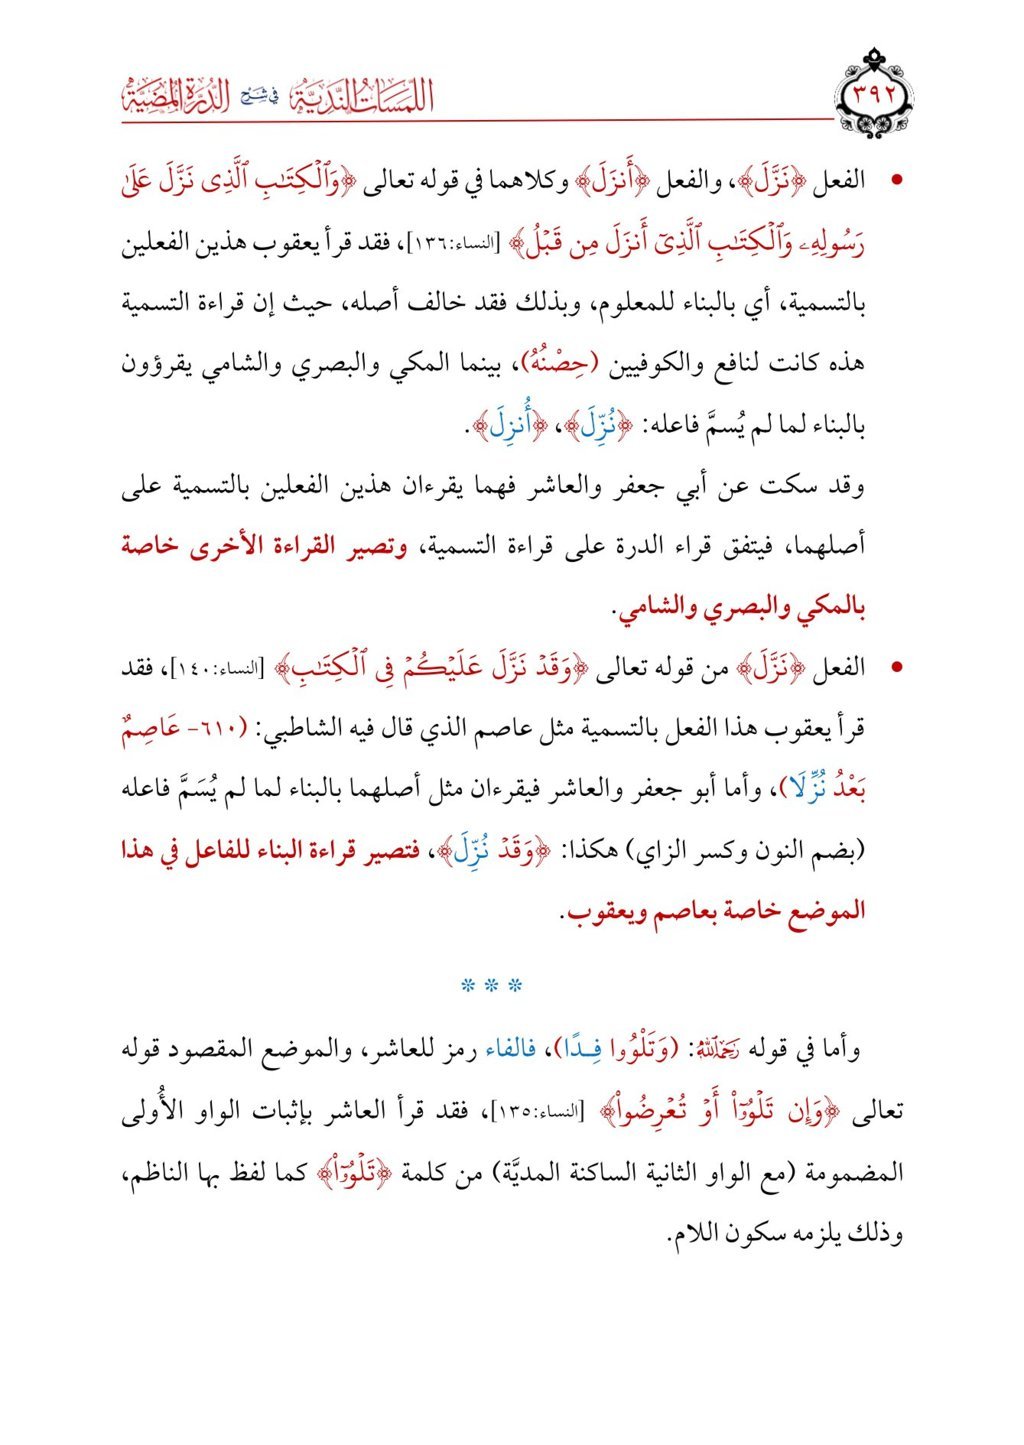 ٣٩٢
اللمسات الندية في شرح الدرة المضية
• الفعل ﴿نَزَّلَ﴾، والفعل ﴿أَنزَلَ﴾ وكلاهما في قوله تعالى ﴿وَٱلۡكِتَٰبِ ٱلَّذِى نَزَّلَ عَلَىٰ
رَسُولِهِۦ وَٱلۡكِتَٰبِ ٱلَّذِىٓ أَنزَلَ مِن قَبۡلُ﴾ [النساء:١٣٦]، فقد قرأ يعقوب هذين الفعلين
بالتسمية، أي بالبناء للمعلوم، وبذلك فقد خالف أصله، حيث إن قراءة التسمية
هذه كانت لنافع والكوفيين (حِصْنُهُ)، بينما المكي والبصري والشامي يقرؤون
بالبناء لما لم يُسمَّ فاعله: ﴿نُزِّلَ﴾، ﴿أُنزِلَ﴾.
وقد سكت عن أبي جعفر والعاشر فهما يقرءان هذين الفعلين بالتسمية على
أصلهما، فيتفق قراء الدرة على قراءة التسمية، وتصير القراءة الأخرى خاصة
بالمكي والبصري والشامي.
• الفعل ﴿نَزَّلَ﴾ من قوله تعالى ﴿وَقَدۡ نَزَّلَ عَلَيۡكُمۡ فِى ٱلۡكِتَٰبِ﴾ [النساء:١٤٠]، فقد
قرأ يعقوب هذا الفعل بالتسمية مثل عاصم الذي قال فيه الشاطبي: (٦١٠- عَاصِمٌ
بَعْدُ نُزِّلَا)، وأما أبو جعفر والعاشر فيقرءان مثل أصلهما بالبناء لما لم يُسَمَّ فاعله
(بضم النون وكسر الزاي) هكذا: ﴿وَقَدۡ نُزِّلَ﴾، فتصير قراءة البناء للفاعل في هذا
الموضع خاصة بعاصم ويعقوب.
* * *
وأما في قوله رَحِمَهُ ٱللَّهُ: (وَتَلْوُوا فِـدًا)، فالفاء رمز للعاشر، والموضع المقصود قوله
تعالى ﴿وَإِن تَلۡوُۥٓاْ أَوۡ تُعۡرِضُواْ﴾ [النساء:١٣٥]، فقد قرأ العاشر بإثبات الواو الأُولى
المضمومة (مع الواو الثانية الساكنة المديَّة) من كلمة ﴿تَلۡوُۥٓاْ﴾ كما لفظ بها الناظم،
وذلك يلزمه سكون اللام.